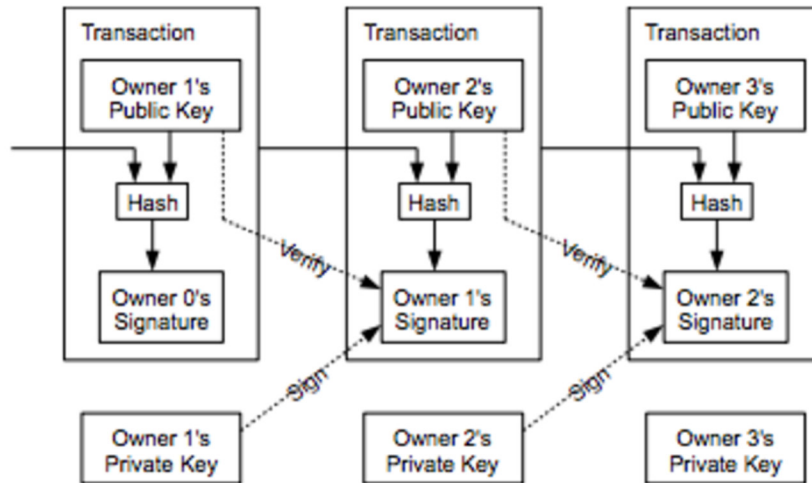 Transaction
Owner 1's
Public Key
Hash
Owner 0's
Signature
Transaction
Owner 2's
Public Key
Hash
Verify
Owner 1's
Signature
Transaction
Owner 3's
Public Key
Hash
Verify
Owner 2's
Signature
Sign
Sign
Owner 1's
Private Key
Owner 2's
Private Key
Owner 3's
Private Key